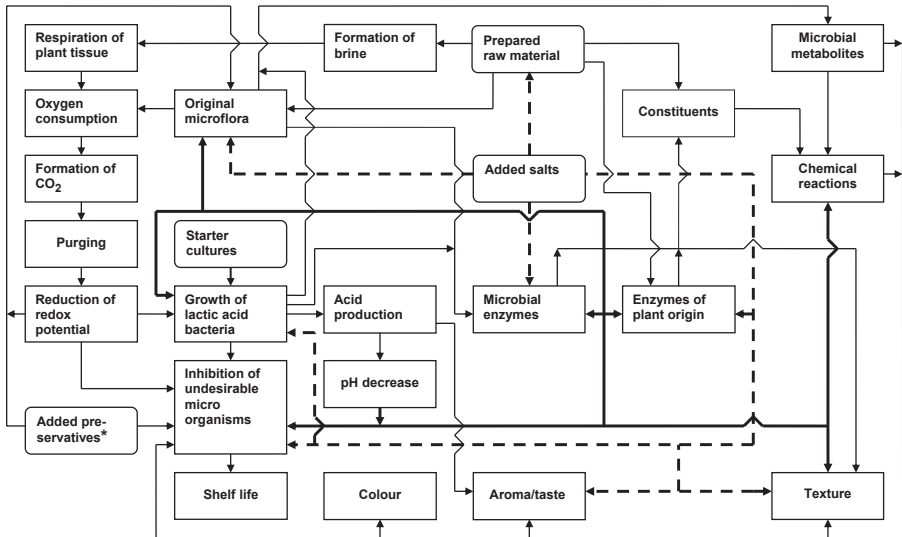 Respiration of
plant tissue
Formation of
brine
Prepared
raw material
Microbial
metabolites
Oxygen
consumption
Original
microflora
Constituents
Formation of
CO₂
Added salts
Chemical
reactions
Purging
Starter
cultures
Reduction of
redox
potential
Growth of
lactic acid
bacteria
Acid
production
Microbial
enzymes
Enzymes of
plant origin
Inhibition of
undesirable
micro
organisms
pH decrease
Added pre-
servatives*
Shelf life
Colour
Aroma/taste
Texture